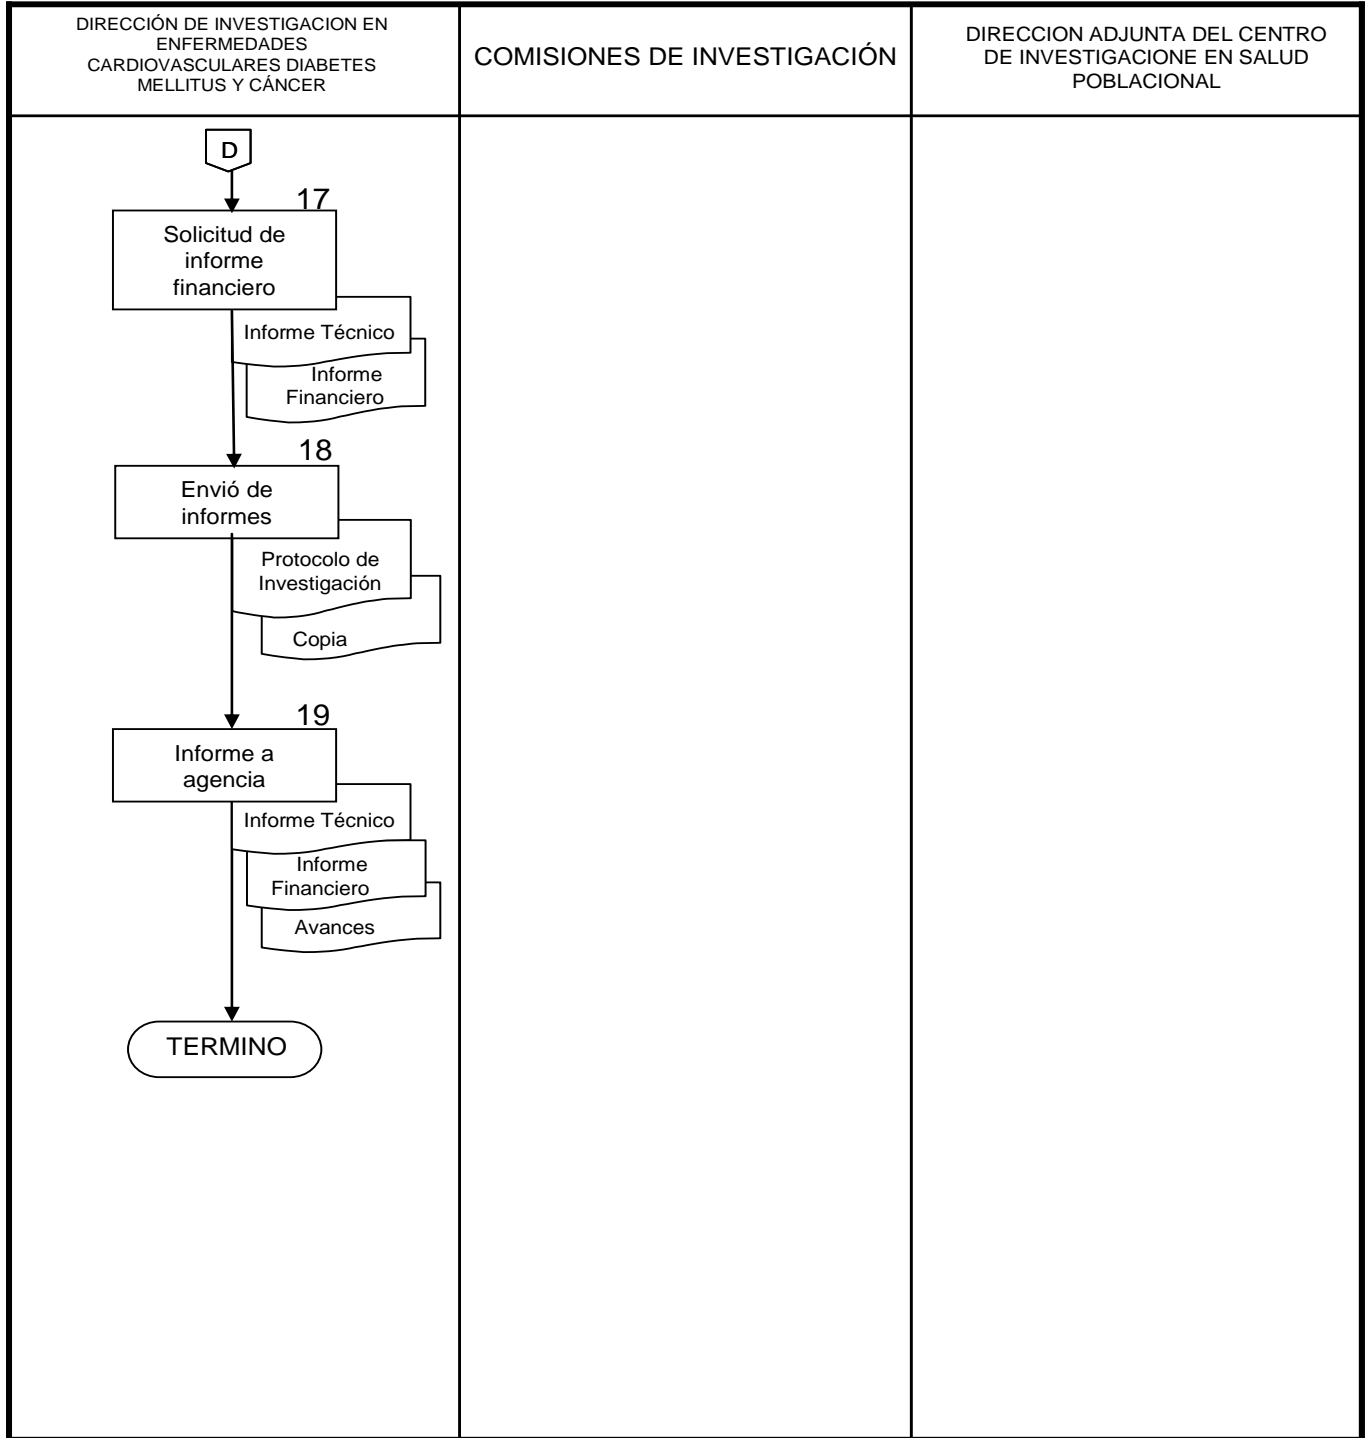 DIRECCIÓN DE INVESTIGACION EN
ENFERMEDADES
CARDIOVASCULARES DIABETES
MELLITUS Y CÁNCER
COMISIONES DE INVESTIGACIÓN
DIRECCION ADJUNTA DEL CENTRO
DE INVESTIGACIONE EN SALUD
POBLACIONAL
D
17
Solicitud de
informe
financiero
Informe Técnico
Informe
Financiero
18
Envió de
informes
Protocolo de
Investigación
Copia
19
Informe a
agencia
Informe Técnico
Informe
Financiero
Avances
TERMINO